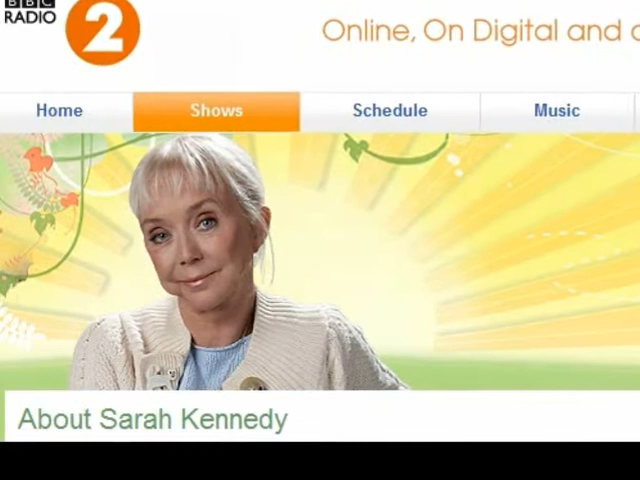 BBC
RADIO
2
Online, On Digital and
Home
Shows
Schedule
Music
About Sarah Kennedy